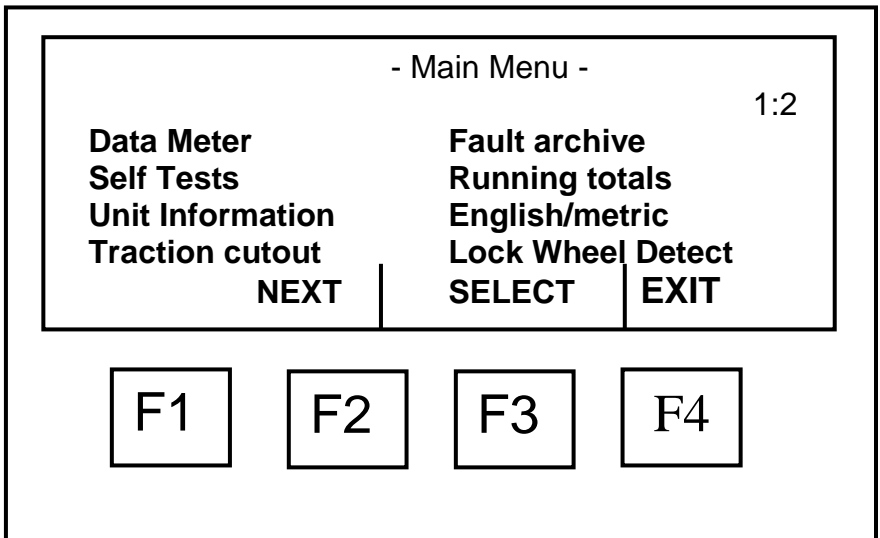 - Main Menu -
1:2
Data Meter Fault archive
Self Tests Running totals
Unit Information English/metric
Traction cutout Lock Wheel Detect
NEXT SELECT EXIT
F1 F2 F3 F4